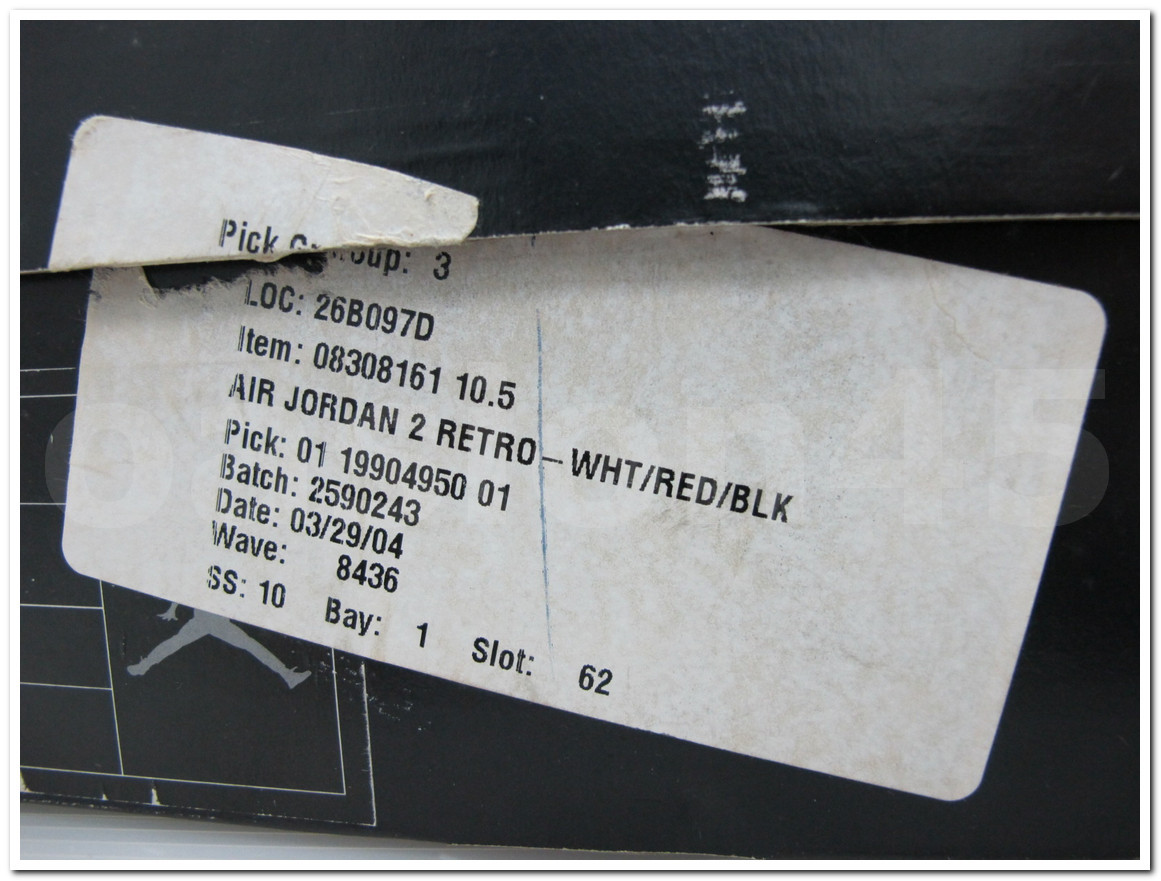 Pick Group: 3
LOC: 26B097D
Item: 08308161 10.5
AIR JORDAN 2 RETRO-WHT/RED/BLK
Pick: 01 19904950 01
Batch: 2590243
Date: 03/29/04
Wave: 8436
SS: 10 Bay: 1 Slot: 62